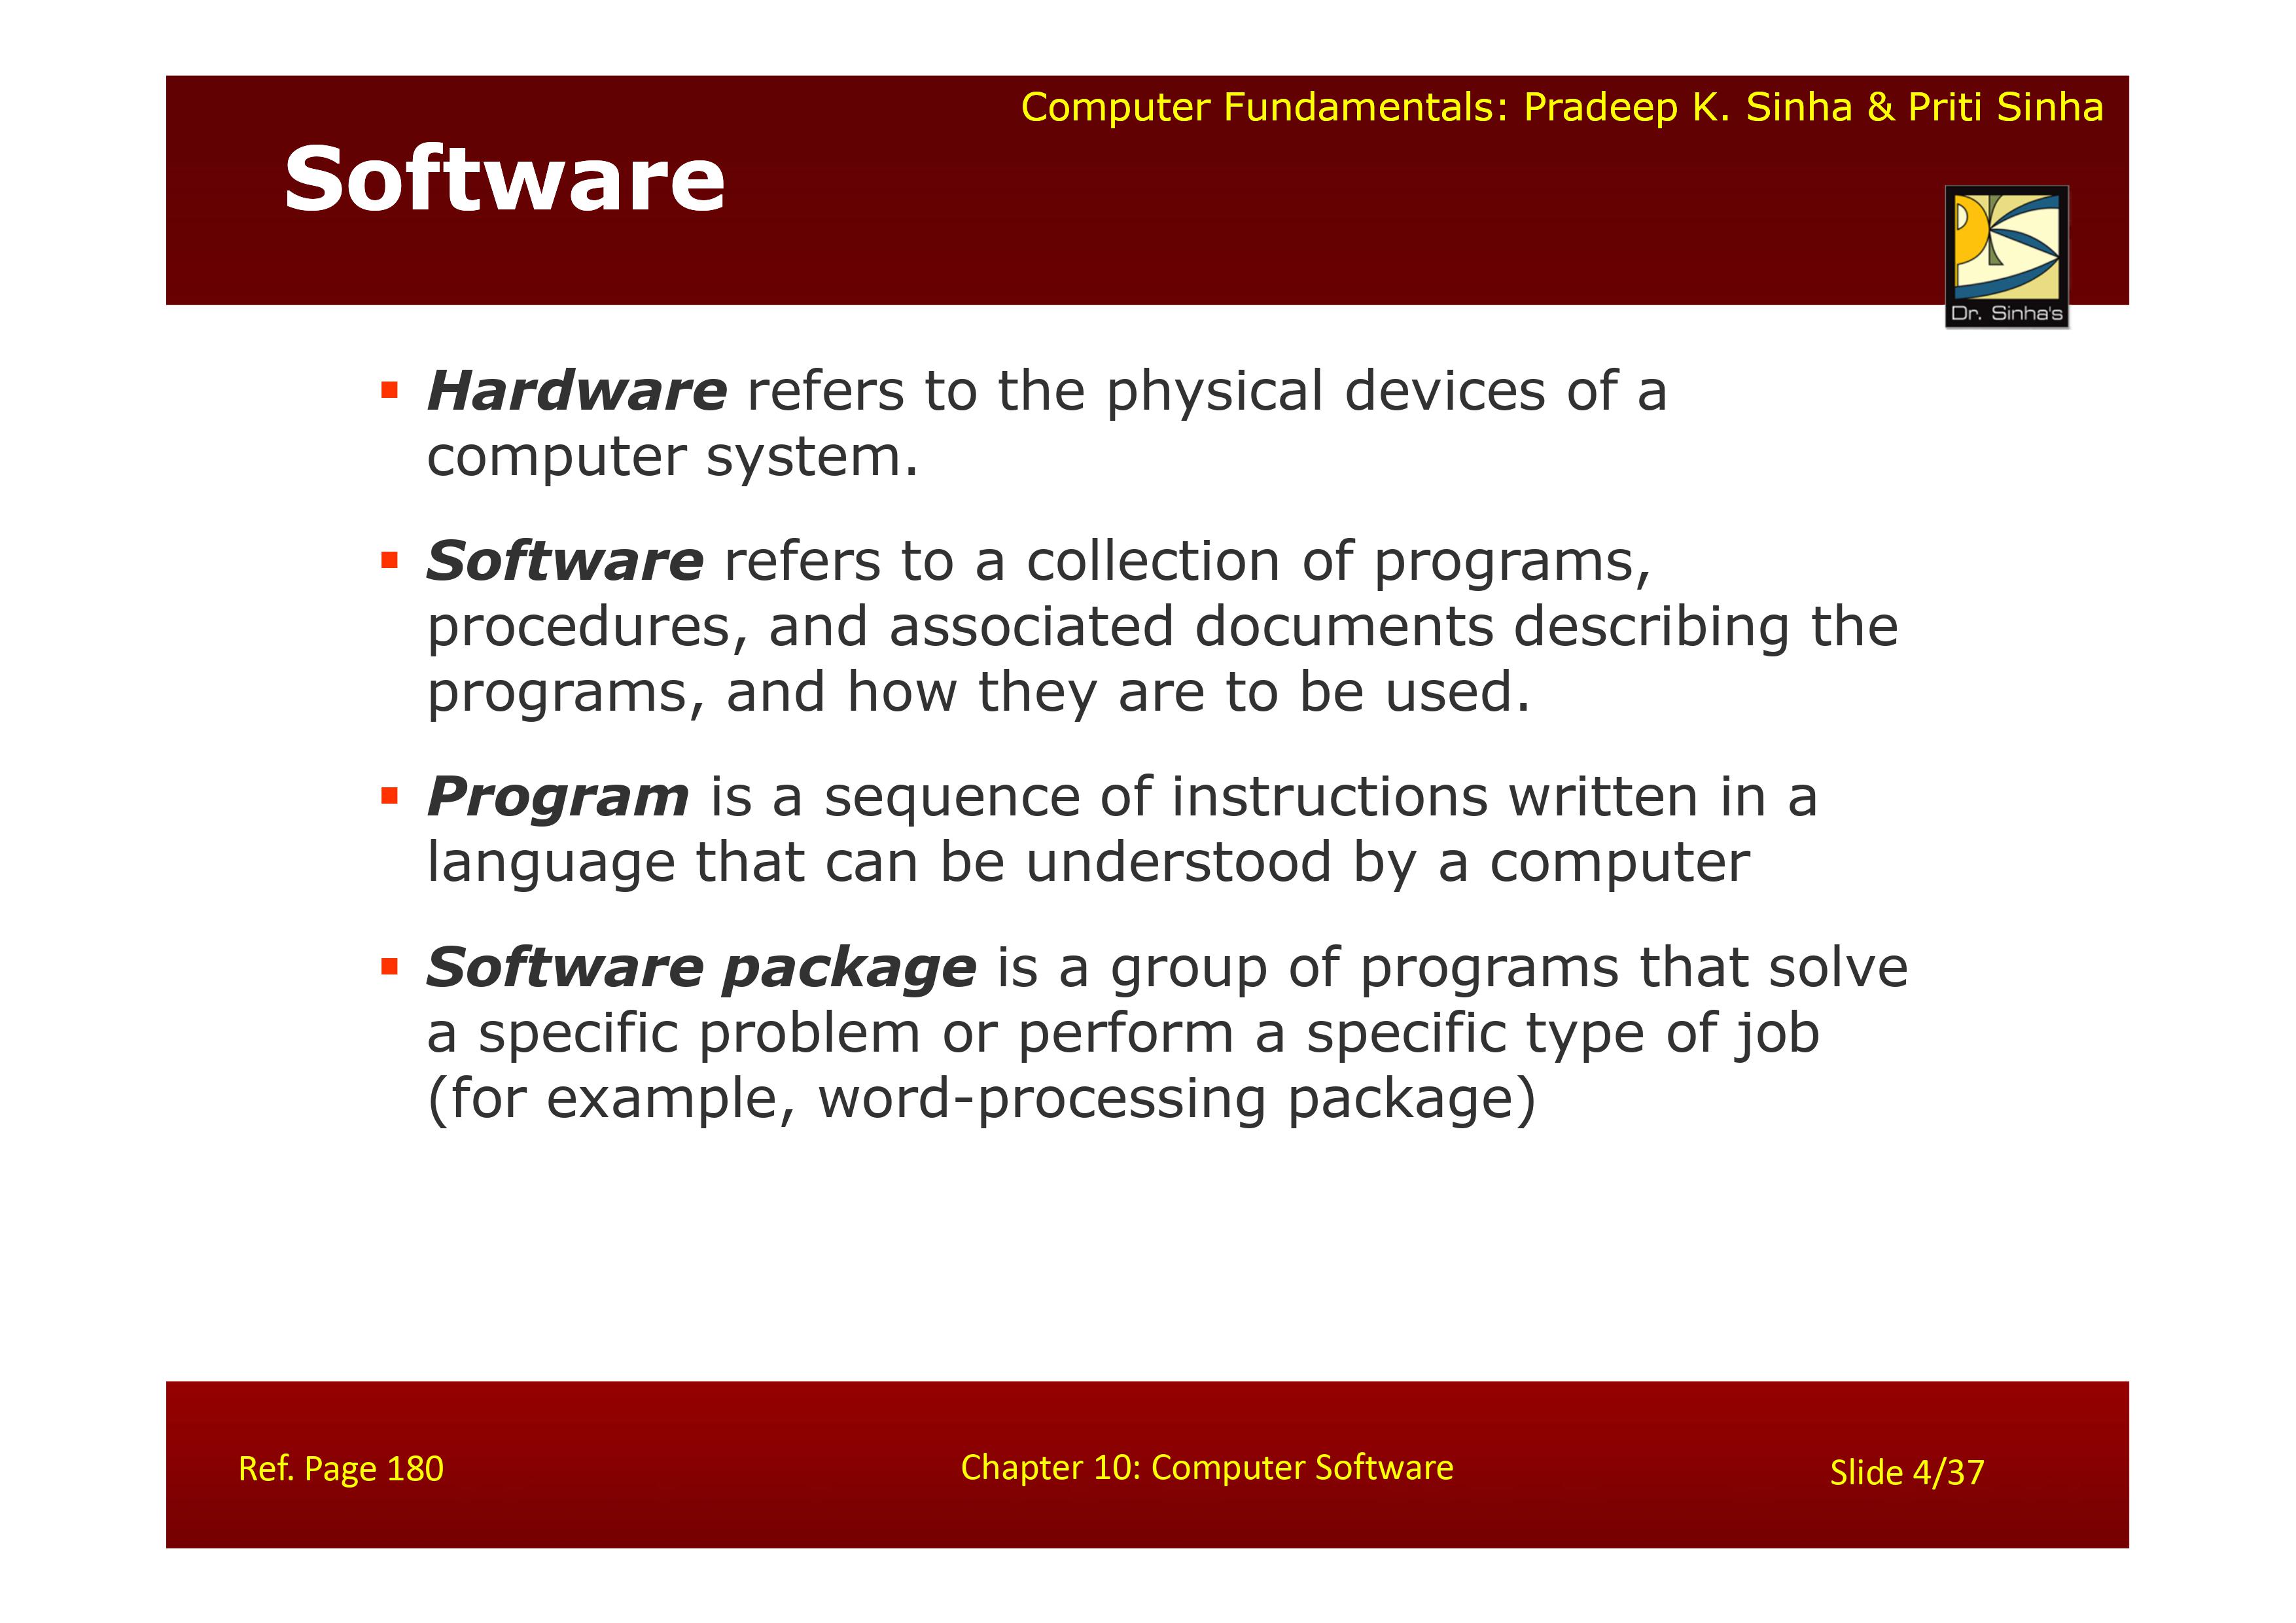 Computer Fundamentals: Pradeep K. Sinha & Priti Sinha
Software
Dr. Sinha's
Hardware refers to the physical devices of a
computer system.
Software refers to a collection of programs,
procedures, and associated documents describing the
programs, and how they are to be used.
Program is a sequence of instructions written in a
language that can be understood by a computer
Software package is a group of programs that solve
a specific problem or perform a specific type of job
(for example, word-processing package)
Ref. Page 180
Chapter 10: Computer Software
Slide 4/37